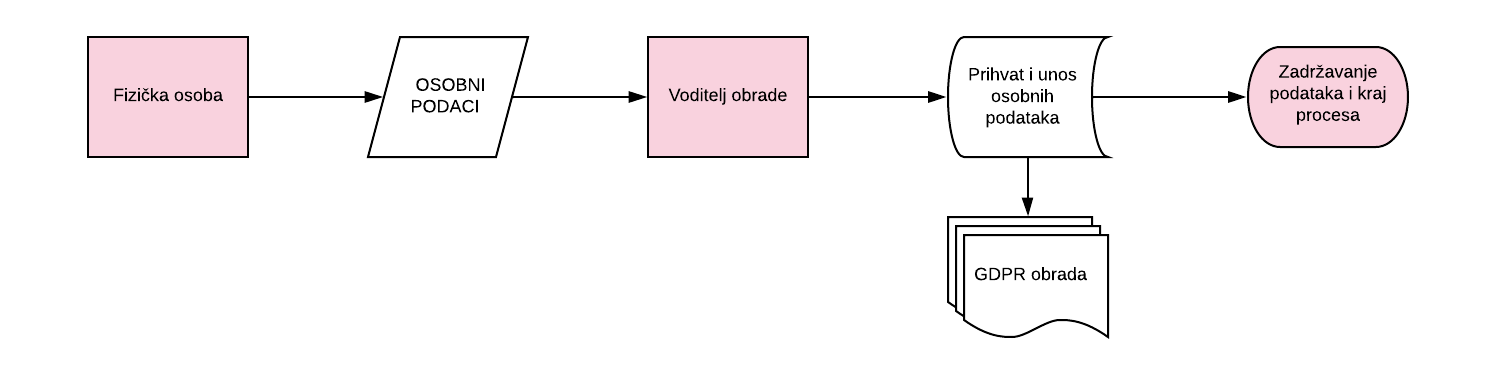 Fizička osoba
OSOBNI
PODACI
Voditelj obrade
Prihvat i unos
osobnih
podataka
Zadržavanje
podataka i kraj
procesa
GDPR obrada